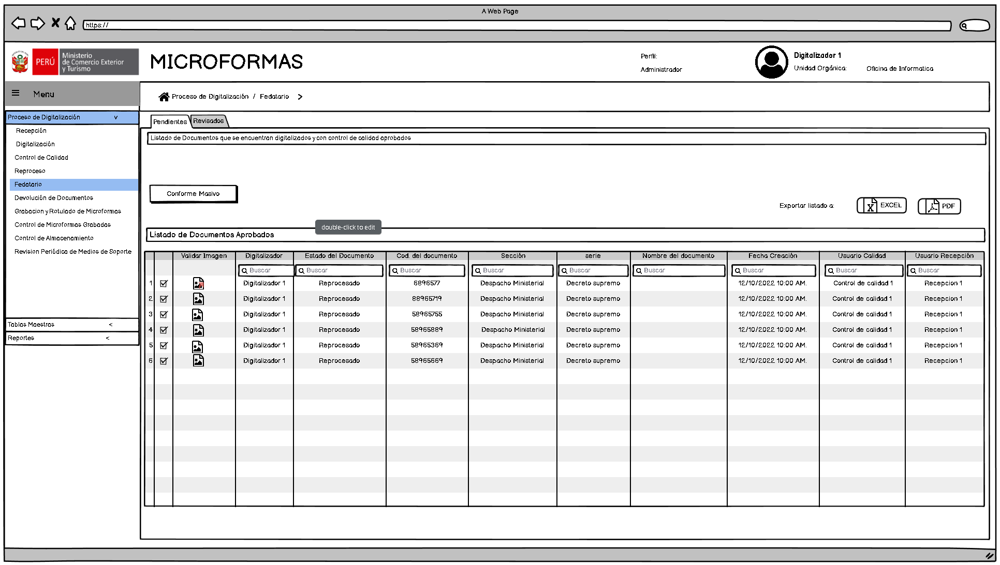 A Web Page
https://
PERÚ
Ministerio
de Comercio Exterior
y Turismo
MICROFORMAS
Perfil:
Administrador
Digitalizador 1
Unidad Orgánica: Oficina de Informatica
Menu
Proceso de Digitalización / Fedatario >
Proceso de Digitalización v
Recepción
Digitalización
Control de Calidad
Reproceso
Fedatario
Devolución de Documentos
Grabacion y Rotulado de Microformas
Control de Microformas Grabadas
Control de Almacenamiento
Revision Periódica de Medios de Soporte
Tablas Maestras <
Reportes <
Pendientes Revisados
Listado de Documentos que se encuentran digitalizados y con control de calidad aprobados
Conforme Masivo
Exportar listado a: EXCEL PDF
double-click to edit
Listado de Documentos Aprobados
Validar Imagen Digitalizador Estado del Documento Cod. del documento Sección serie Nombre del documento Fecha Creación Usuario Calidad Usuario Recepción
Buscar Buscar Buscar Buscar Buscar Buscar Buscar Buscar Buscar
1 Digitalizador 1 Reprocesado 6896577 Despacho Ministerial Decreto supremo 12/10/2022 10:00 AM. Control de calidad 1 Recepcion 1
2 Digitalizador 1 Reprocesado 88965719 Despacho Ministerial Decreto supremo 12/10/2022 10:00 AM. Control de calidad 1 Recepcion 1
3 Digitalizador 1 Reprocesado 58965755 Despacho Ministerial Decreto supremo 12/10/2022 10:00 AM. Control de calidad 1 Recepcion 1
4 Digitalizador 1 Reprocesado 58965889 Despacho Ministerial Decreto supremo 12/10/2022 10:00 AM. Control de calidad 1 Recepcion 1
5 Digitalizador 1 Reprocesado 58965369 Despacho Ministerial Decreto supremo 12/10/2022 10:00 AM. Control de calidad 1 Recepcion 1
6 Digitalizador 1 Reprocesado 58965669 Despacho Ministerial Decreto supremo 12/10/2022 10:00 AM. Control de calidad 1 Recepcion 1